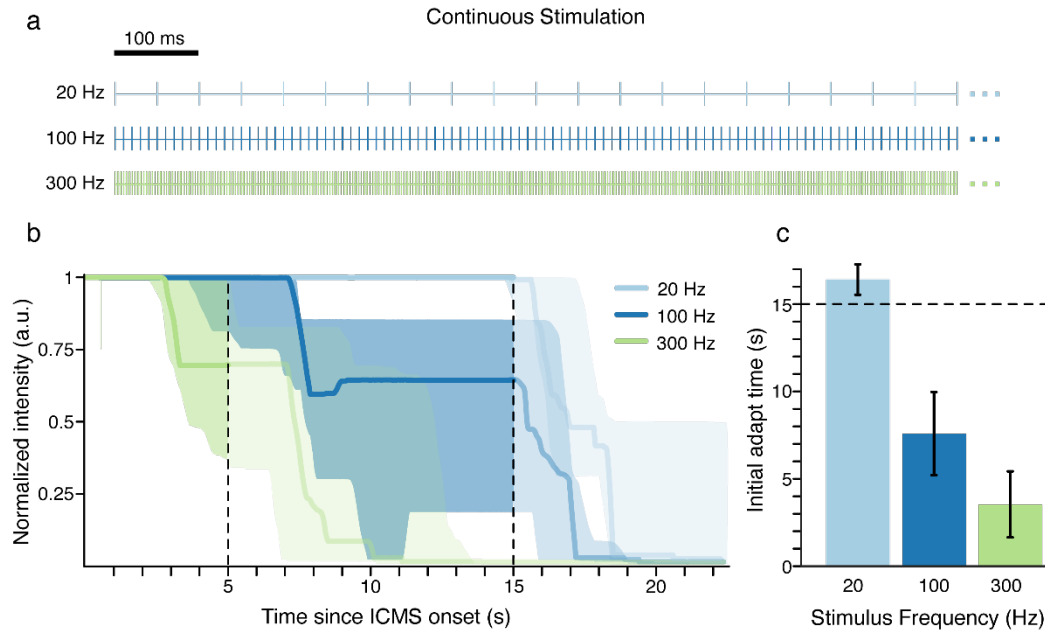 Continuous Stimulation
a
100 ms
20 Hz
100 Hz
300 Hz
b
Normalized intensity (a.u.)
1
0.75
0.5
0.25
20 Hz
100 Hz
300 Hz
5
10
15
20
Time since ICMS onset (s)
c
Initial adapt time (s)
15
10
5
0
20
100
300
Stimulus Frequency (Hz)